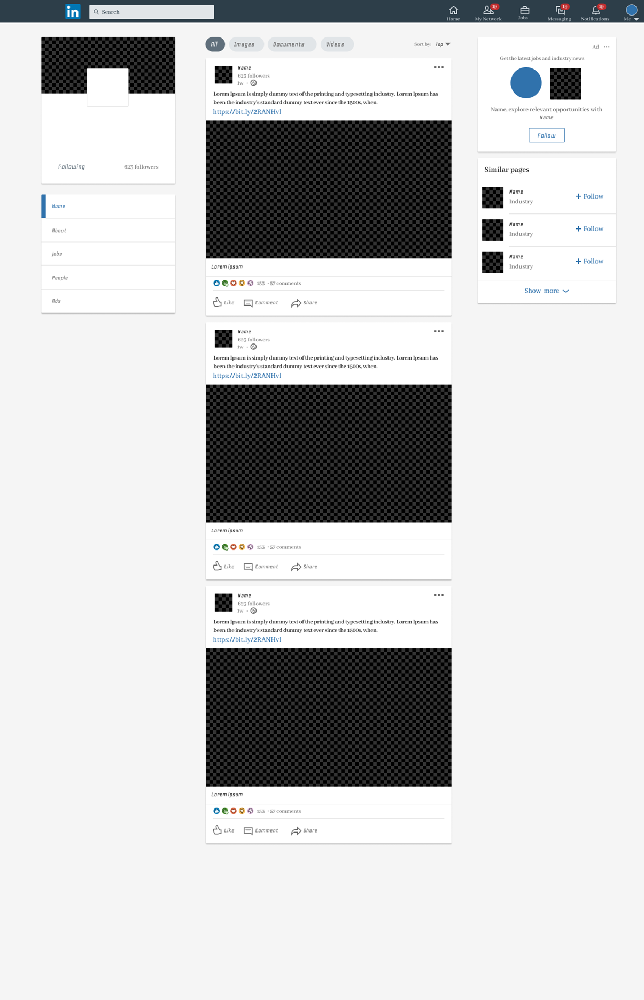 in
Search
Home
19
My Network
Jobs
19
Messaging
19
Notifications
Me
Following
623 followers
Home
About
Jobs
People
Ads
All
Images
Documents
Videos
Sort by: Top
Name
623 followers
1w •
Lorem Ipsum is simply dummy text of the printing and typesetting industry. Lorem Ipsum has
been the industry's standard dummy text ever since the 1500s, when.
https://bit.ly/2RANHvl
Lorem ipsum
153 • 57 comments
Like
Comment
Share
Name
623 followers
1w •
Lorem Ipsum is simply dummy text of the printing and typesetting industry. Lorem Ipsum has
been the industry's standard dummy text ever since the 1500s, when.
https://bit.ly/2RANHvl
Lorem ipsum
153 • 57 comments
Like
Comment
Share
Name
623 followers
1w •
Lorem Ipsum is simply dummy text of the printing and typesetting industry. Lorem Ipsum has
been the industry's standard dummy text ever since the 1500s, when.
https://bit.ly/2RANHvl
Lorem ipsum
153 • 57 comments
Like
Comment
Share
Ad
Get the latest jobs and industry news
Name, explore relevant opportunities with
Name
Follow
Similar pages
Name
Industry
+ Follow
Name
Industry
+ Follow
Name
Industry
+ Follow
Show more